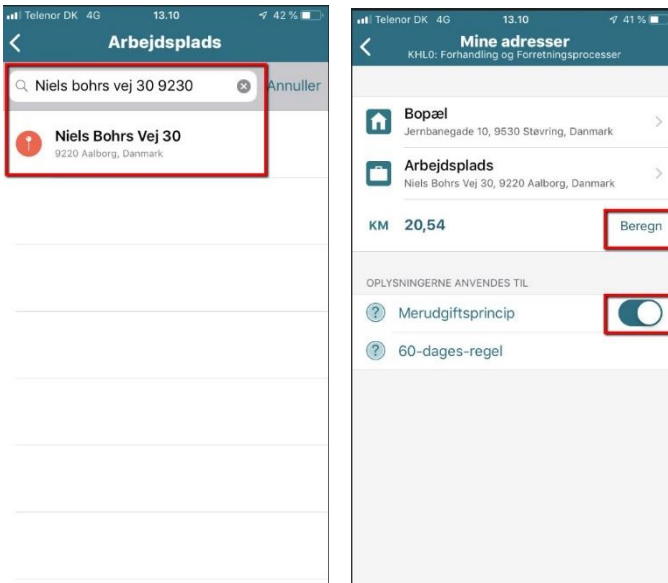 Telenor DK 4G 13.10 42 %
Arbejdsplads
Niels bohrs vej 30 9230 Annuller
Niels Bohrs Vej 30
9220 Aalborg, Danmark
Telenor DK 4G 13.10 41 %
Mine adresser
KHL0: Forhandling og Forretningsprocesser
Bopæl
Jernbanegade 10, 9530 Støvring, Danmark
Arbejdsplads
Niels Bohrs Vej 30, 9220 Aalborg, Danmark
KM 20,54 Beregn
OPLYSNINGERNE ANVENDES TIL
? Merudgiftsprincip
? 60-dages-regel